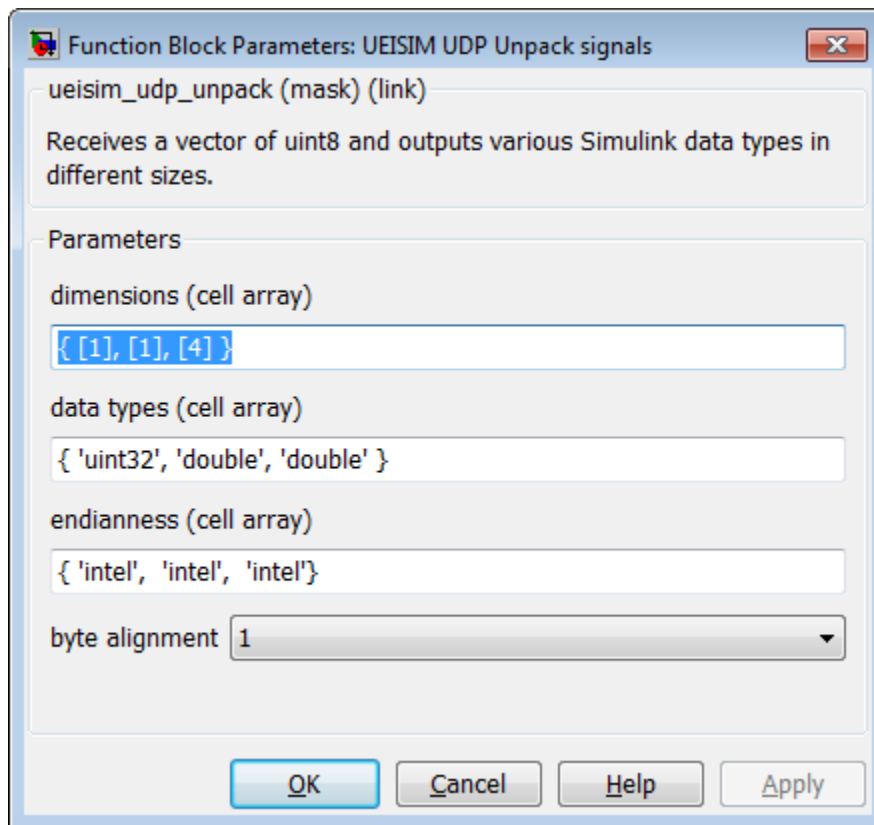 Function Block Parameters: UEISIM UDP Unpack signals
ueisim_udp_unpack (mask) (link)
Receives a vector of uint8 and outputs various Simulink data types in
different sizes.
Parameters
dimensions (cell array)
{ [1], [1], [4] }
data types (cell array)
{ 'uint32', 'double', 'double' }
endianness (cell array)
{ 'intel',  'intel',  'intel'}
byte alignment 1
OK Cancel Help Apply